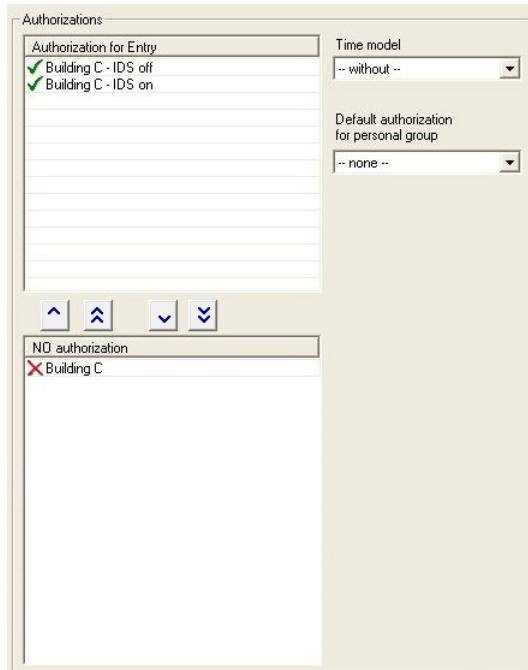 Authorizations
Authorization for Entry
Building C - IDS off
Building C - IDS on
Time model
-- without --
Default authorization
for personal group
-- none --
NO authorization
Building C